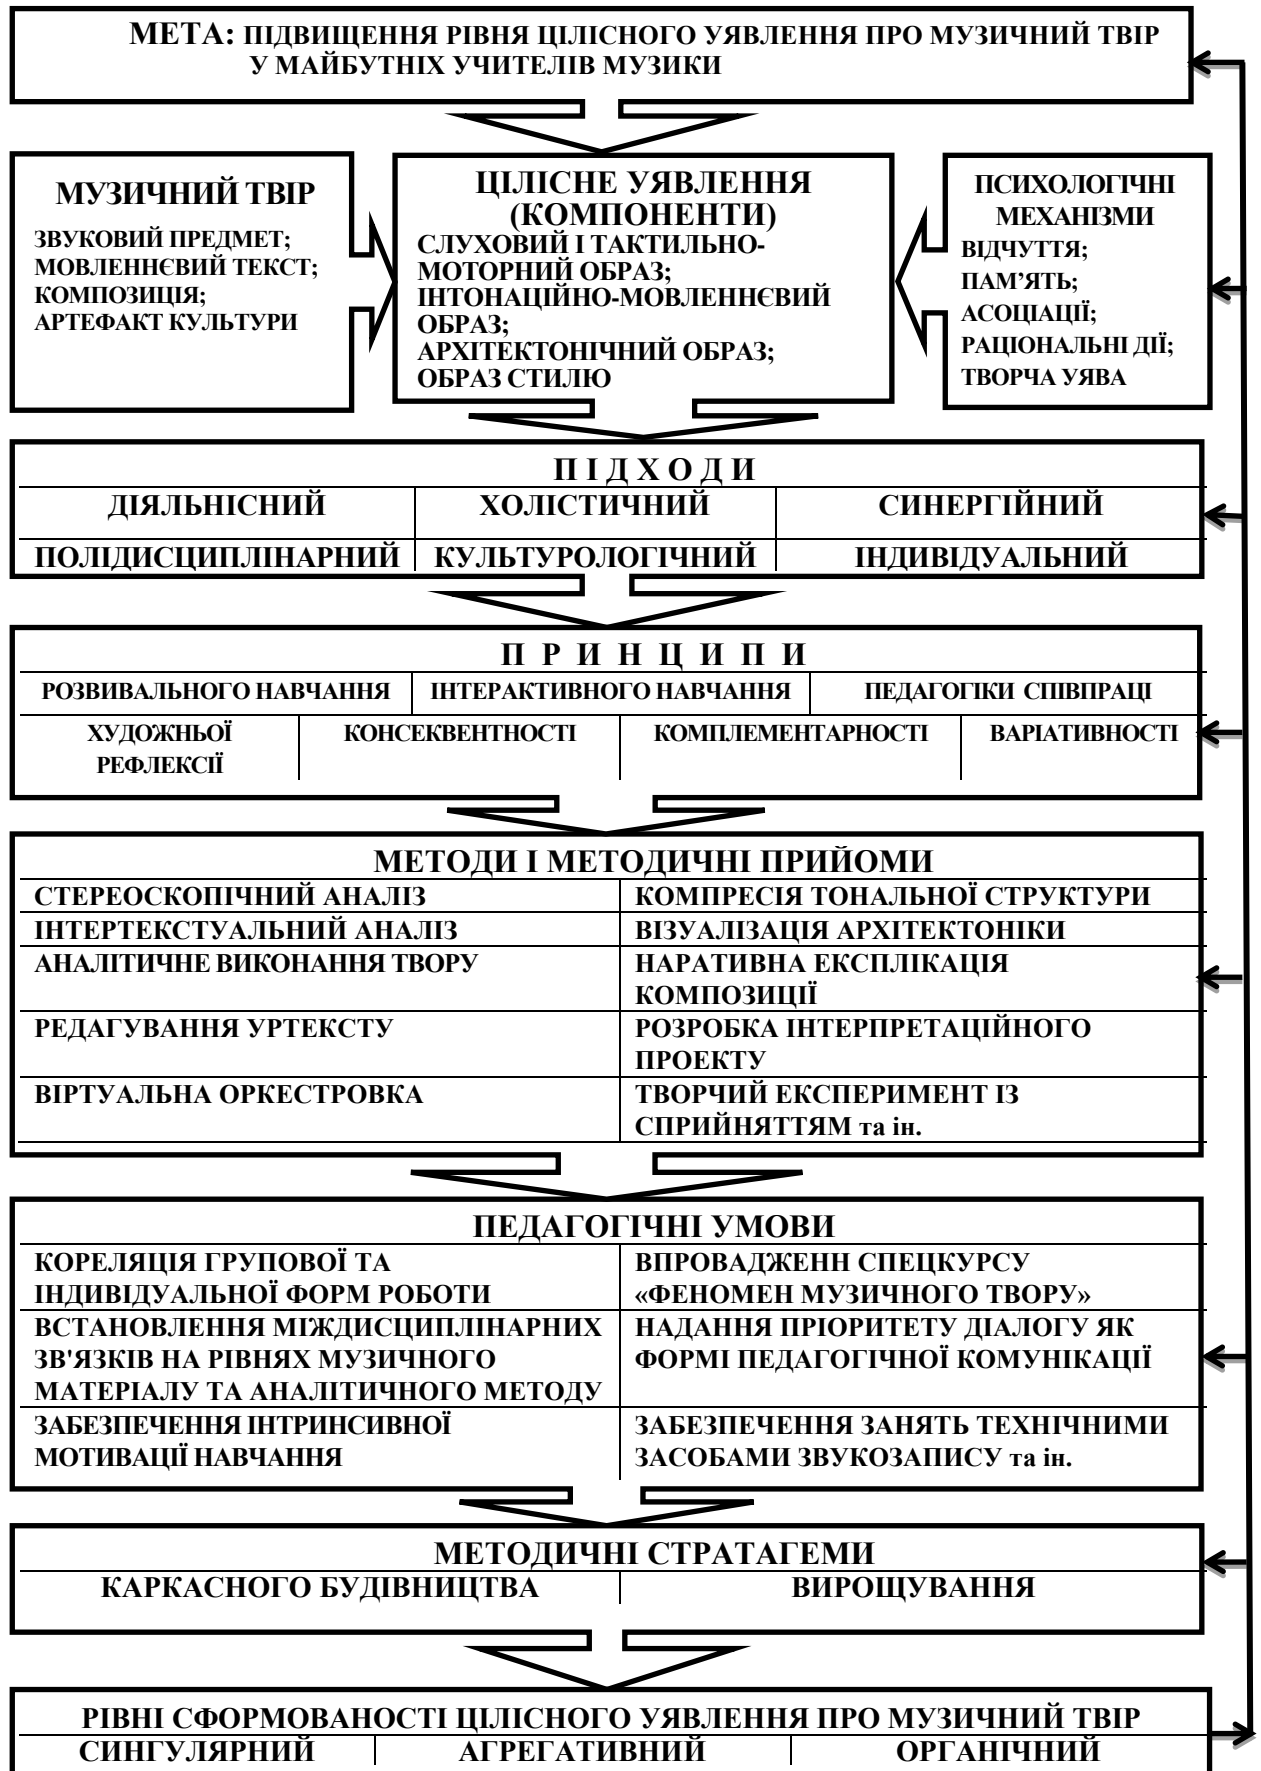 МЕТА: ПІДВИЩЕННЯ РІВНЯ ЦІЛІСНОГО УЯВЛЕННЯ ПРО МУЗИЧНИЙ ТВІР
У МАЙБУТНІХ УЧИТЕЛІВ МУЗИКИ
МУЗИЧНИЙ ТВІР
ЗВУКОВИЙ ПРЕДМЕТ;
МОВЛЕННЄВИЙ ТЕКСТ;
КОМПОЗИЦІЯ;
АРТЕФАКТ КУЛЬТУРИ
ЦІЛІСНЕ УЯВЛЕННЯ
(КОМПОНЕНТИ)
СЛУХОВИЙ І ТАКТИЛЬНО-
МОТОРНИЙ ОБРАЗ;
ІНТОНАЦІЙНО-МОВЛЕННЄВИЙ
ОБРАЗ;
АРХІТЕКТОНІЧНИЙ ОБРАЗ;
ОБРАЗ СТИЛЮ
ПСИХОЛОГІЧНІ
МЕХАНІЗМИ
ВІДЧУТТЯ;
ПАМ’ЯТЬ;
АСОЦІАЦІЇ;
РАЦІОНАЛЬНІ ДІЇ;
ТВОРЧА УЯВА
П І Д Х О Д И
ДІЯЛЬНІСНИЙ ХОЛІСТИЧНИЙ СИНЕРГІЙНИЙ
ПОЛІДИСЦИПЛІНАРНИЙ КУЛЬТУРОЛОГІЧНИЙ ІНДИВІДУАЛЬНИЙ
П Р И Н Ц И П И
РОЗВИВАЛЬНОГО НАВЧАННЯ ІНТЕРАКТИВНОГО НАВЧАННЯ ПЕДАГОГІКИ СПІВПРАЦІ
ХУДОЖНЬОЇ
РЕФЛЕКСІЇ
КОНСЕКВЕНТНОСТІ
КОМПЛЕМЕНТАРНОСТІ
ВАРІАТИВНОСТІ
МЕТОДИ І МЕТОДИЧНІ ПРИЙОМИ
СТЕРЕОСКОПІЧНИЙ АНАЛІЗ
КОМПРЕСІЯ ТОНАЛЬНОЇ СТРУКТУРИ
ІНТЕРТЕКСТУАЛЬНИЙ АНАЛІЗ
ВІЗУАЛІЗАЦІЯ АРХІТЕКТОНІКИ
АНАЛІТИЧНЕ ВИКОНАННЯ ТВОРУ
НАРАТИВНА ЕКСПЛІКАЦІЯ
КОМПОЗИЦІЇ
РЕДАГУВАННЯ УРТЕКСТУ
РОЗРОБКА ІНТЕРПРЕТАЦІЙНОГО
ПРОЕКТУ
ВІРТУАЛЬНА ОРКЕСТРОВКА
ТВОРЧИЙ ЕКСПЕРИМЕНТ ІЗ
СПРИЙНЯТТЯМ та ін.
ПЕДАГОГІЧНІ УМОВИ
КОРЕЛЯЦІЯ ГРУПОВОЇ ТА
ІНДИВІДУАЛЬНОЇ ФОРМ РОБОТИ
ВПРОВАДЖЕНН СПЕЦКУРСУ
«ФЕНОМЕН МУЗИЧНОГО ТВОРУ»
ВСТАНОВЛЕННЯ МІЖДИСЦИПЛІНАРНИХ
ЗВ'ЯЗКІВ НА РІВНЯХ МУЗИЧНОГО
МАТЕРІАЛУ ТА АНАЛІТИЧНОГО МЕТОДУ
НАДАННЯ ПРІОРИТЕТУ ДІАЛОГУ ЯК
ФОРМІ ПЕДАГОГІЧНОЇ КОМУНІКАЦІЇ
ЗАБЕЗПЕЧЕННЯ ІНТРИНСИВНОЇ
МОТИВАЦІЇ НАВЧАННЯ
ЗАБЕЗПЕЧЕННЯ ЗАНЯТЬ ТЕХНІЧНИМИ
ЗАСОБАМИ ЗВУКОЗАПИСУ та ін.
МЕТОДИЧНІ СТРАТАГЕМИ
КАРКАСНОГО БУДІВНИЦТВА ВИРОЩУВАННЯ
РІВНІ СФОРМОВАНОСТІ ЦІЛІСНОГО УЯВЛЕННЯ ПРО МУЗИЧНИЙ ТВІР
СИНГУЛЯРНИЙ АГРЕГАТИВНИЙ ОРГАНІЧНИЙ